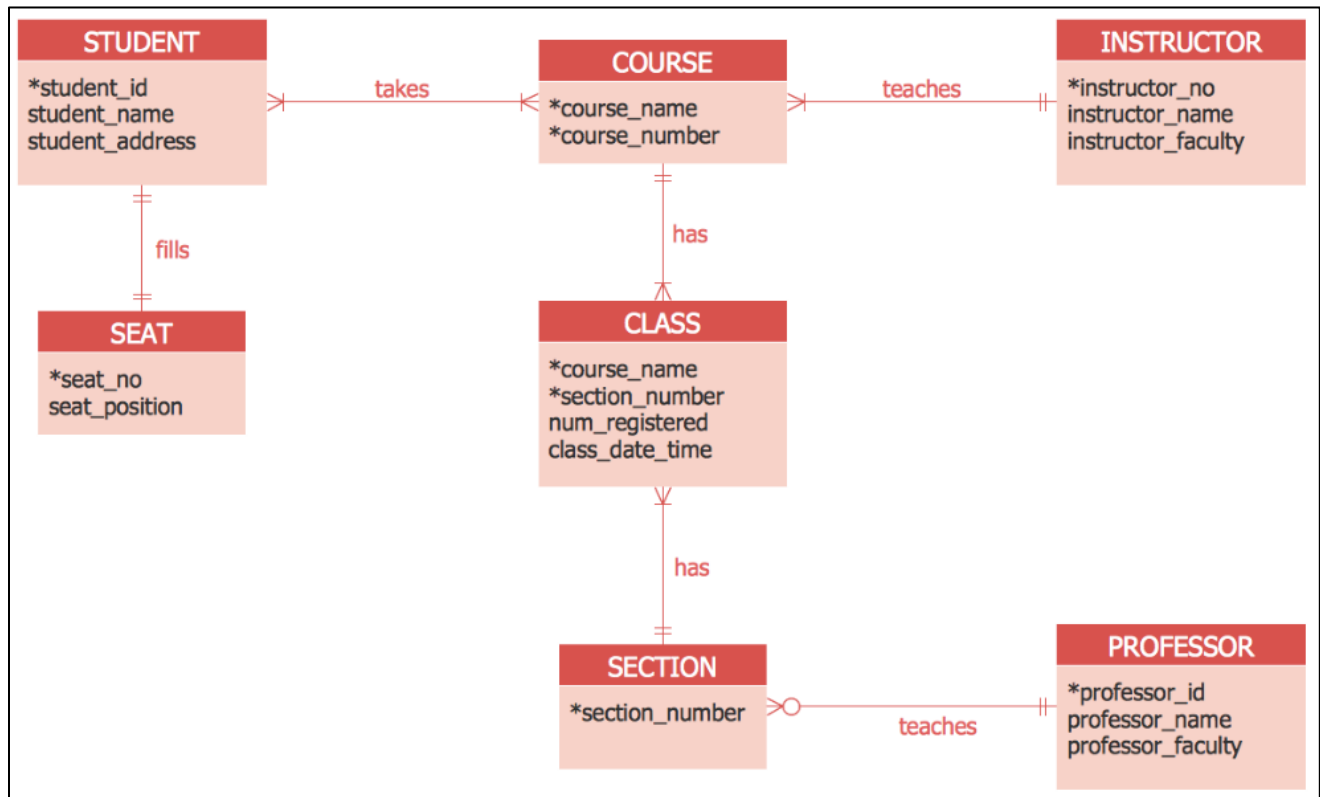 STUDENT
*student_id
student_name
student_address
takes
COURSE
*course_name
*course_number
teaches
INSTRUCTOR
*instructor_no
instructor_name
instructor_faculty
fills
has
SEAT
*seat_no
seat_position
CLASS
*course_name
*section_number
num_registered
class_date_time
has
SECTION
*section_number
teaches
PROFESSOR
*professor_id
professor_name
professor_faculty